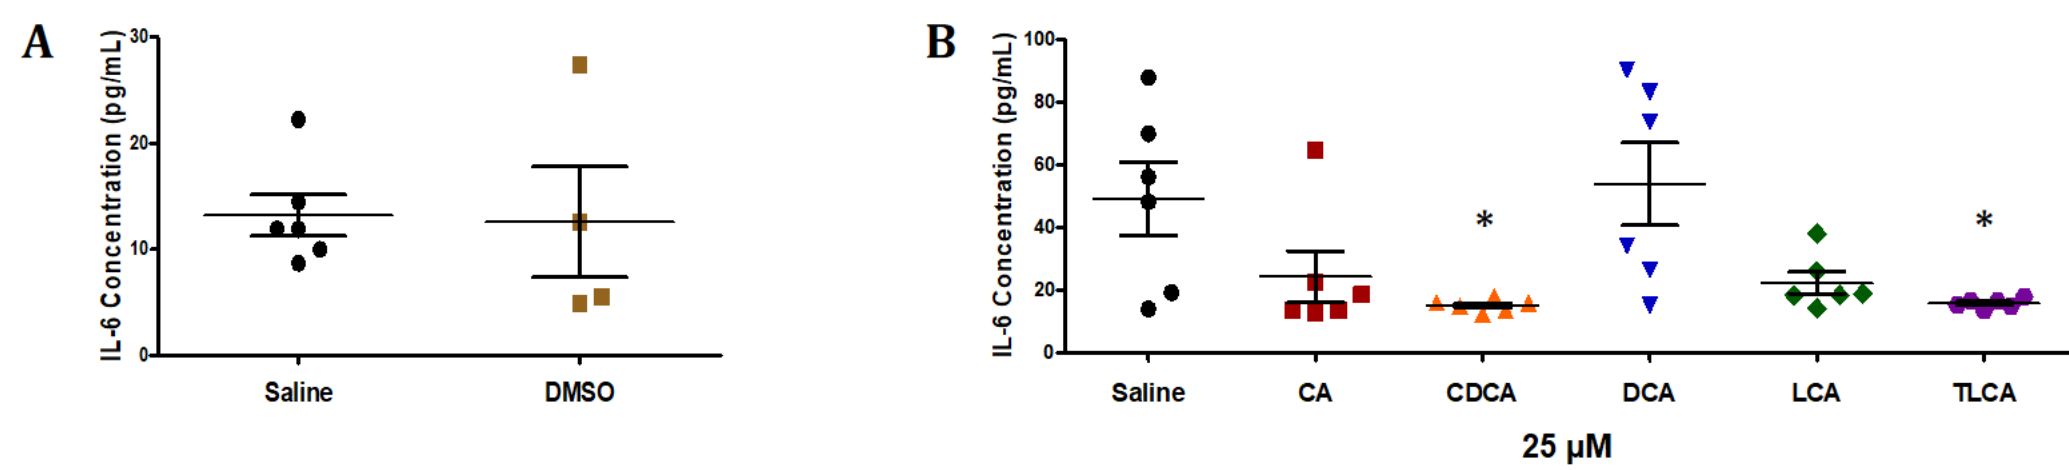 A
IL-6 Concentration (pg/mL)
30
20
10
0
Saline DMSO
B
IL-6 Concentration (pg/mL)
100
80
60
40
20
0
* *
Saline CA CDCA DCA LCA TLCA
25 µM